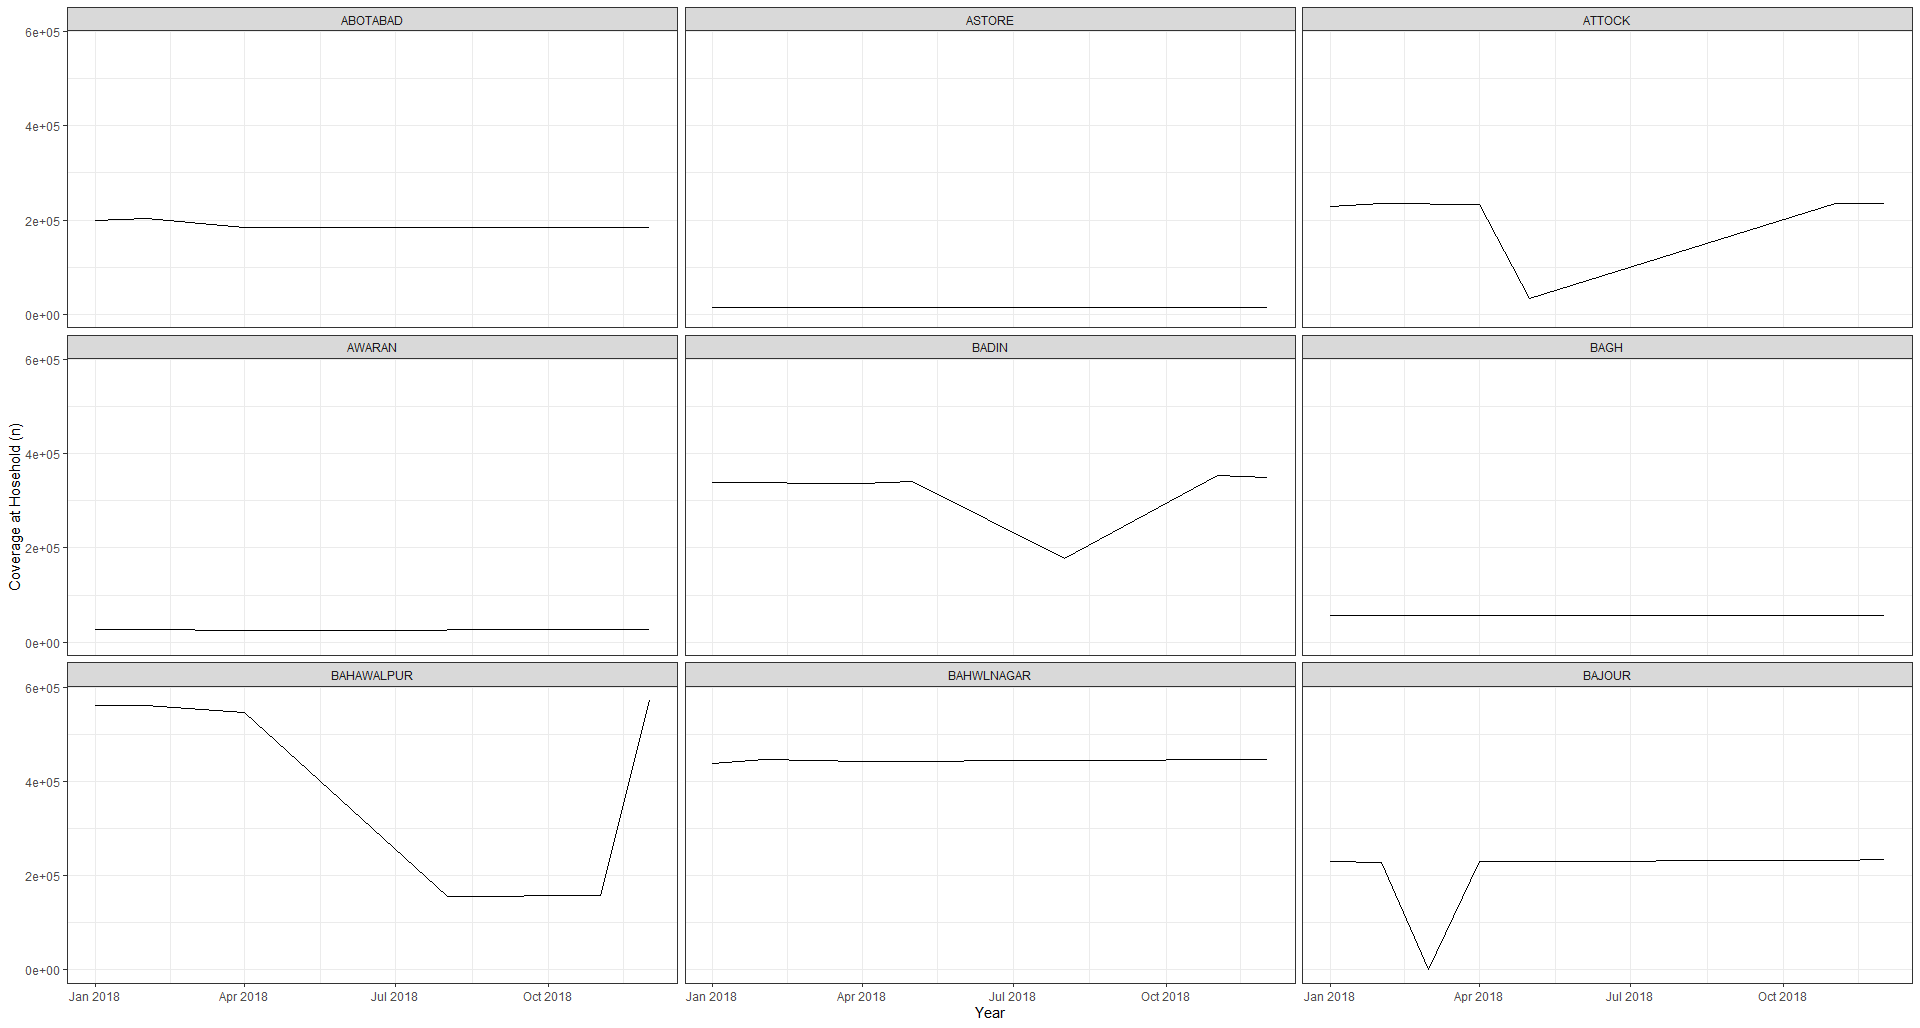 ABOTABAD
ASTORE
ATTOCK
6e+05
4e+05
2e+05
0e+00
AWARAN
BADIN
BAGH
6e+05
4e+05
2e+05
0e+00
Coverage at Hosehold (n)
BAHAWALPUR
BAHWLNAGAR
BAJOUR
6e+05
4e+05
2e+05
0e+00
Jan 2018 Apr 2018 Jul 2018 Oct 2018
Jan 2018 Apr 2018 Jul 2018 Oct 2018
Jan 2018 Apr 2018 Jul 2018 Oct 2018
Year